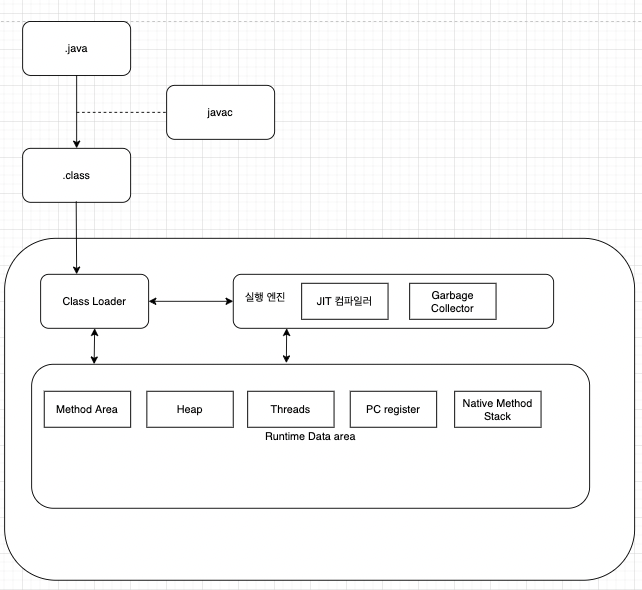 .java
javac
.class
Class Loader
실행 엔진
JIT 컴파일러
Garbage
Collector
Method Area
Heap
Threads
PC register
Native Method
Stack
Runtime Data area